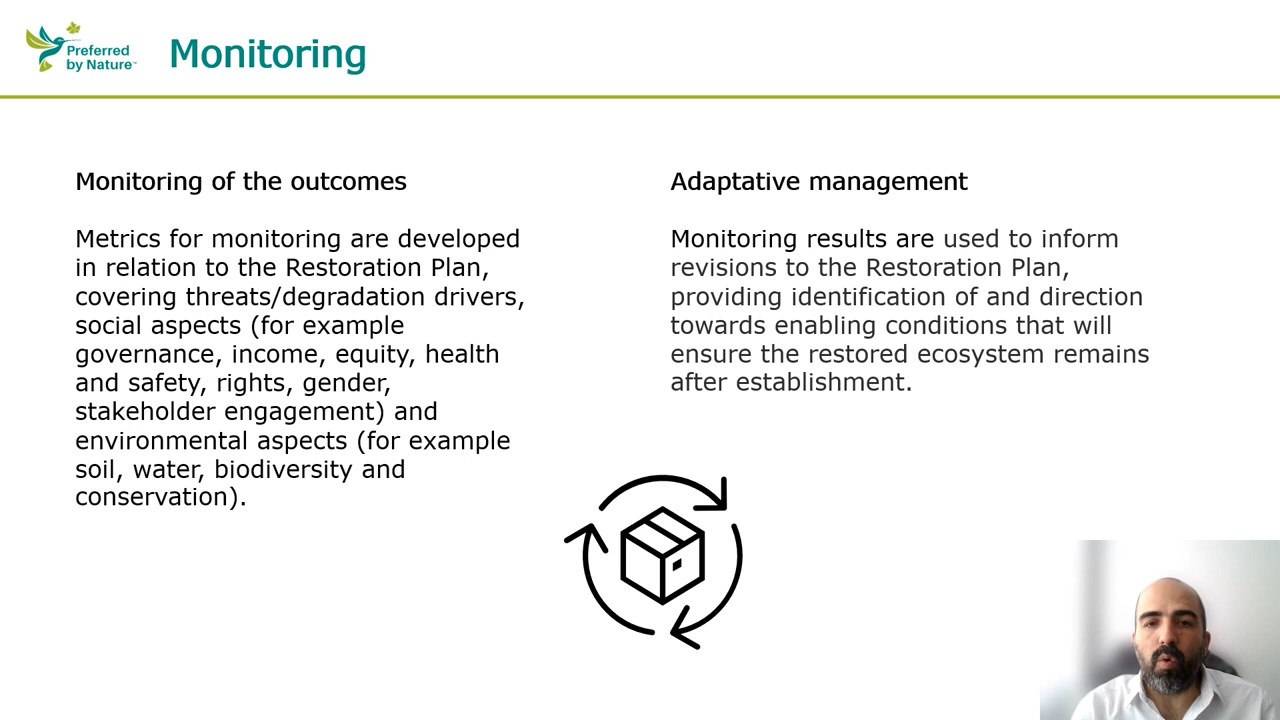 Preferred
by Nature™
Monitoring
Monitoring of the outcomes
Metrics for monitoring are developed
in relation to the Restoration Plan,
covering threats/degradation drivers,
social aspects (for example
governance, income, equity, health
and safety, rights, gender,
stakeholder engagement) and
environmental aspects (for example
soil, water, biodiversity and
conservation).
Adaptative management
Monitoring results are used to inform
revisions to the Restoration Plan,
providing identification of and direction
towards enabling conditions that will
ensure the restored ecosystem remains
after establishment.